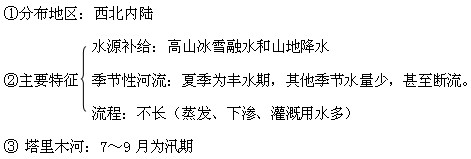 ①分布地区：西北内陆
水源补给：高山冰雪融水和山地降水
②主要特征
季节性河流：夏季为丰水期，其他季节水量少，甚至断流。
流程：不长（蒸发、下渗、灌溉用水多）
③ 塔里木河：7～9月为汛期